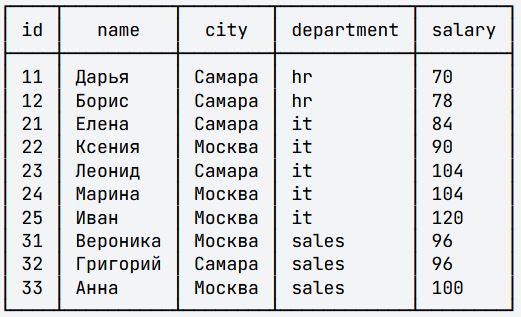 id name city department salary
11 Дарья Самара hr 70
12 Борис Самара hr 78
21 Елена Самара it 84
22 Ксения Москва it 90
23 Леонид Самара it 104
24 Марина Москва it 104
25 Иван Москва it 120
31 Вероника Москва sales 96
32 Григорий Самара sales 96
33 Анна Москва sales 100